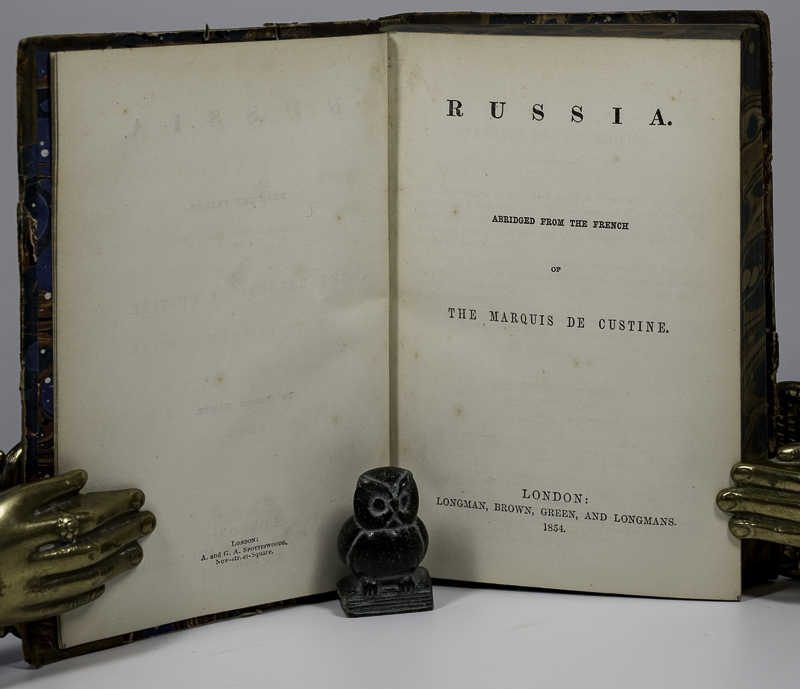 London:
A. and G. A. Spottiswoode,
New-street-Square.
RUSSIA.
ABRIDGED FROM THE FRENCH
OF
THE MARQUIS DE CUSTINE.
LONDON:
LONGMAN, BROWN, GREEN, AND LONGMANS.
1854.